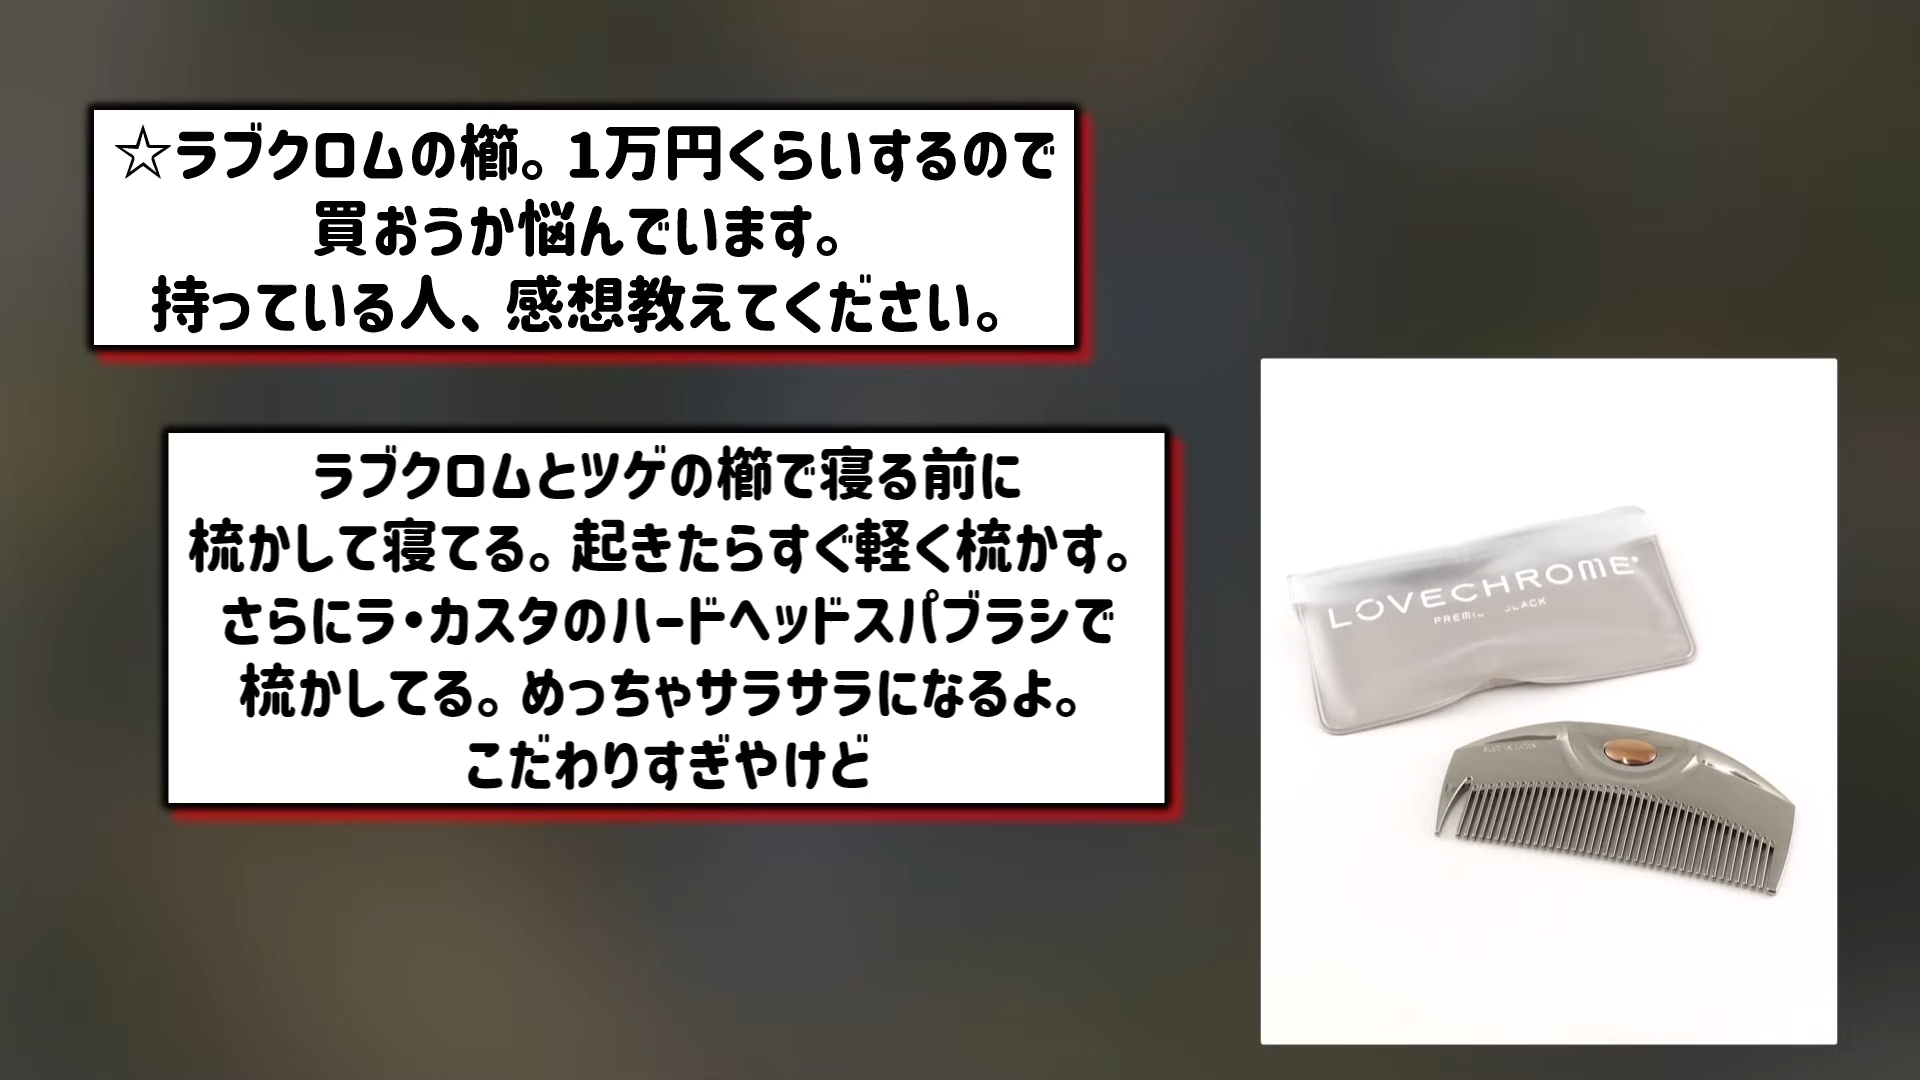 ☆ラブクロムの櫛。1万円くらいするので
買おうか悩んでいます。
持っている人、感想教えてください。
ラブクロムとツゲの櫛で寝る前に
梳かして寝てる。起きたらすぐ軽く梳かす。
さらにラ・カスタのハードヘッドスパブラシで
梳かしてる。めっちゃサラサラになるよ。
こだわりすぎやけど
LOVECHROME®